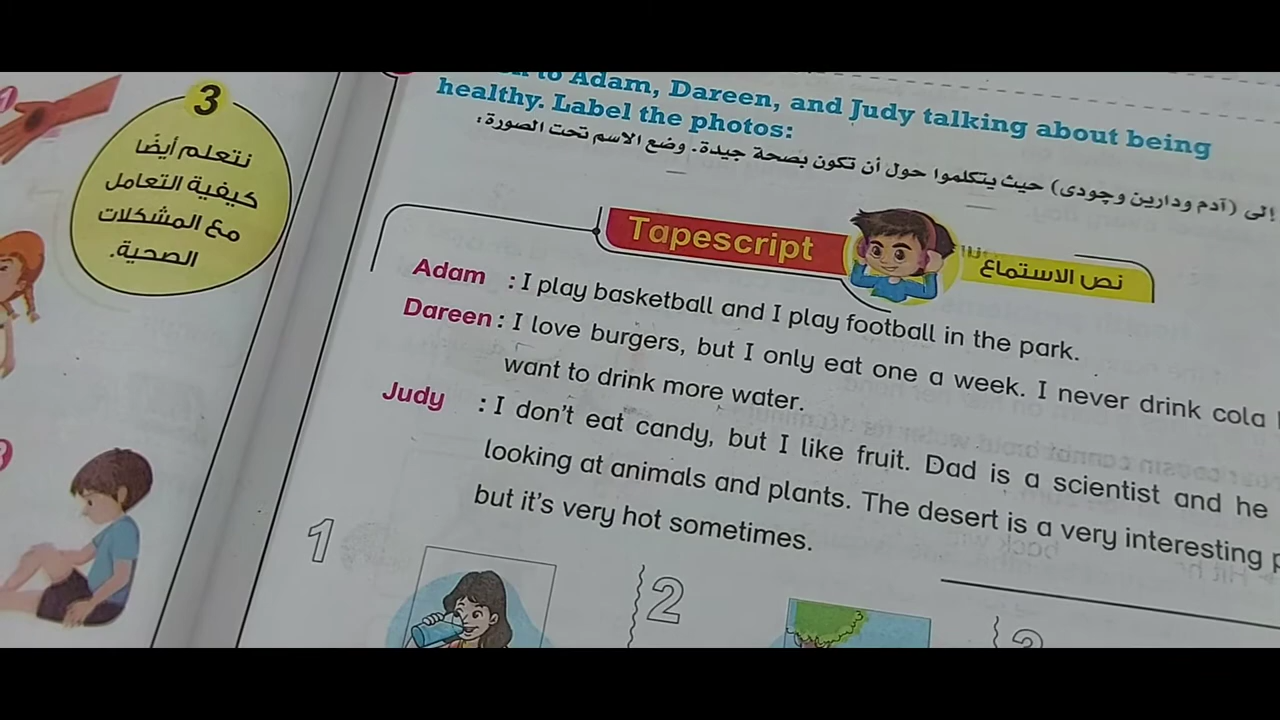 to Adam, Dareen, and Judy talking about being
healthy. Label the photos:
إلى (آدم ودارين وجودى) حيث يتكلموا حول أن تكون بصحة جيدة. وضع الاسم تحت الصورة:
3
نتعلم أيضًا
كيفية التعامل
مع المشكلات
الصحية.
Tapescript
نص الاستماع
Adam : I play basketball and I play football in the park.
Dareen : I love burgers, but I only eat one a week. I never drink cola
want to drink more water.
Judy : I don't eat candy, but I like fruit. Dad is a scientist and he
looking at animals and plants. The desert is a very interesting
but it's very hot sometimes.
1
2